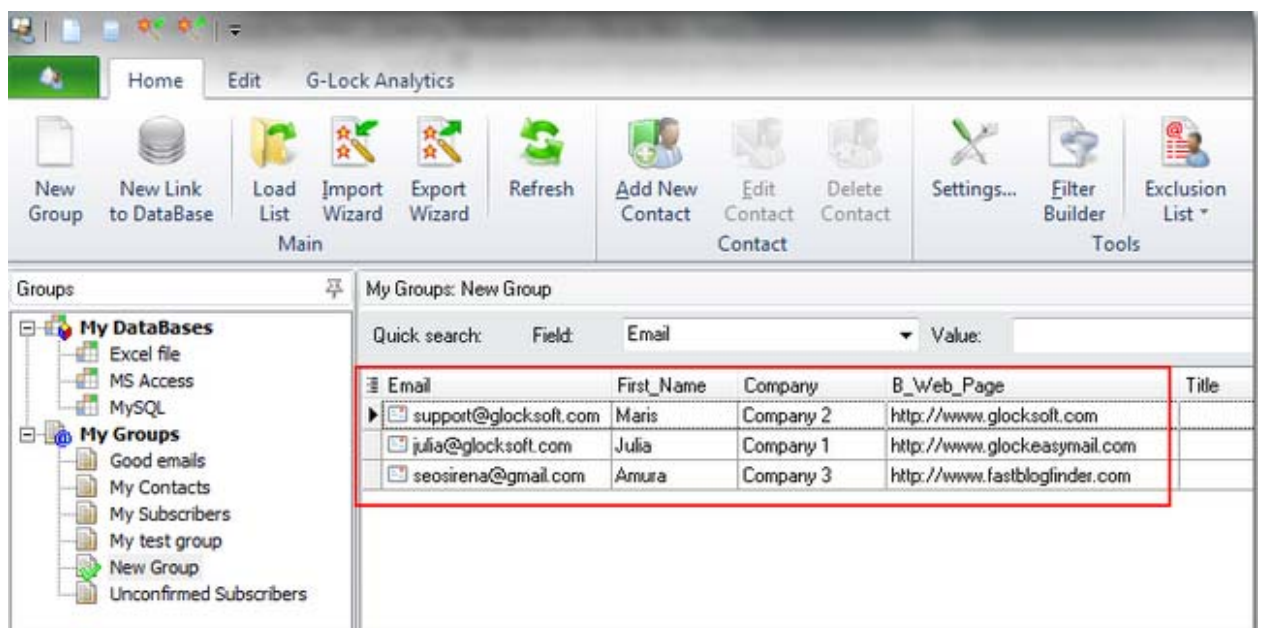 Home Edit G-Lock Analytics
New Group
New Link to DataBase
Load List
Import Wizard
Export Wizard
Refresh
Add New Contact
Edit Contact
Delete Contact
Settings...
Filter Builder
Exclusion List
Main Contact Tools
Groups
My DataBases
Excel file
MS Access
MySQL
My Groups
Good emails
My Contacts
My Subscribers
My test group
New Group
Unconfirmed Subscribers
My Groups: New Group
Quick search: Field: Email Value:
Email First_Name Company B_Web_Page Title
support@glocksoft.com Maris Company 2 http://www.glocksoft.com
julia@glocksoft.com Julia Company 1 http://www.glockeasymail.com
seosirena@gmail.com Amura Company 3 http://www.fastblogfinder.com